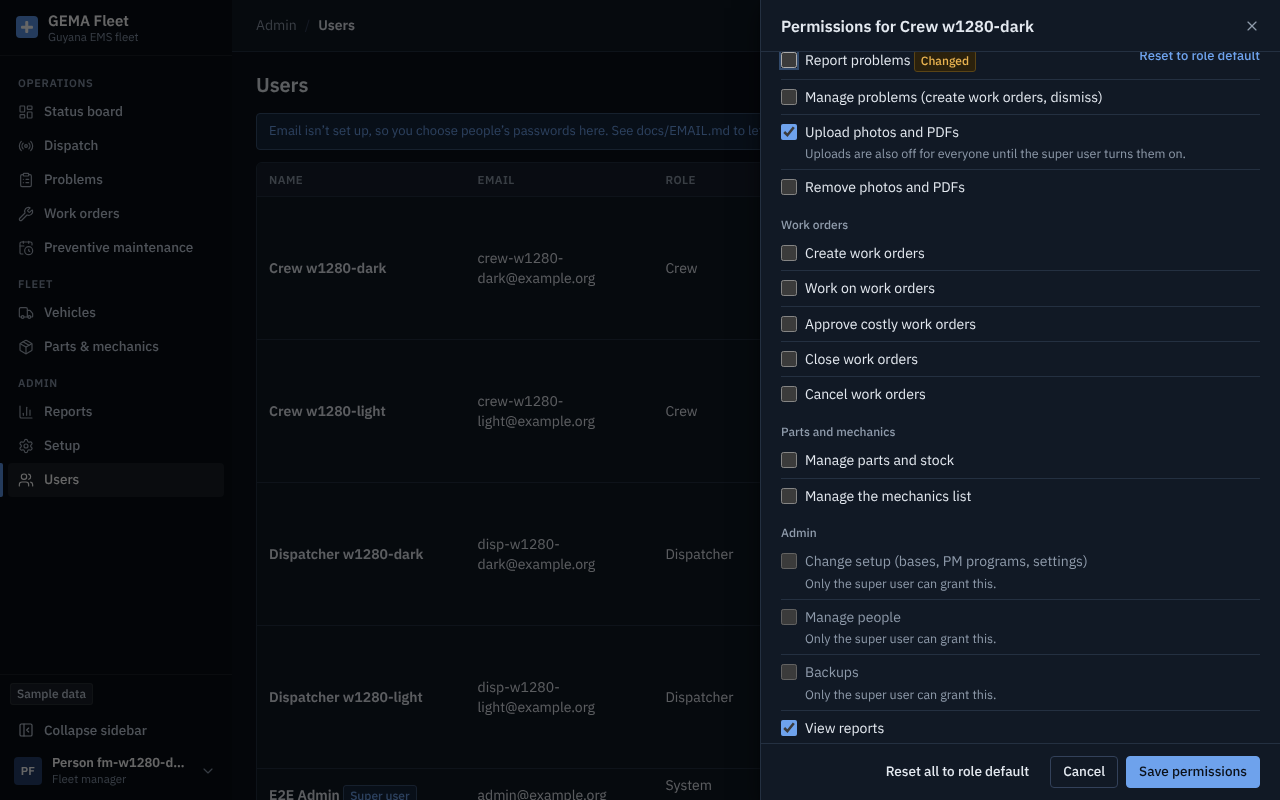 GEMA Fleet
Guyana EMS fleet
OPERATIONS
Status board
Dispatch
Problems
Work orders
Preventive maintenance
FLEET
Vehicles
Parts & mechanics
ADMIN
Reports
Setup
Users
Sample data
Collapse sidebar
PF
Person fm-w1280-d...
Fleet manager
Admin / Users
Users
Email isn't set up, so you choose people's passwords here. See docs/EMAIL.md to le
NAME EMAIL ROLE
Crew w1280-dark crew-w1280-
dark@example.org Crew
Crew w1280-light crew-w1280-
light@example.org Crew
Dispatcher w1280-dark disp-w1280-
dark@example.org Dispatcher
Dispatcher w1280-light disp-w1280-
light@example.org Dispatcher
E2E Admin Super user admin@example.org System
Permissions for Crew w1280-dark
Report problems Changed Reset to role default
Manage problems (create work orders, dismiss)
Upload photos and PDFs
Uploads are also off for everyone until the super user turns them on.
Remove photos and PDFs
Work orders
Create work orders
Work on work orders
Approve costly work orders
Close work orders
Cancel work orders
Parts and mechanics
Manage parts and stock
Manage the mechanics list
Admin
Change setup (bases, PM programs, settings)
Only the super user can grant this.
Manage people
Only the super user can grant this.
Backups
Only the super user can grant this.
View reports
Reset all to role default Cancel Save permissions